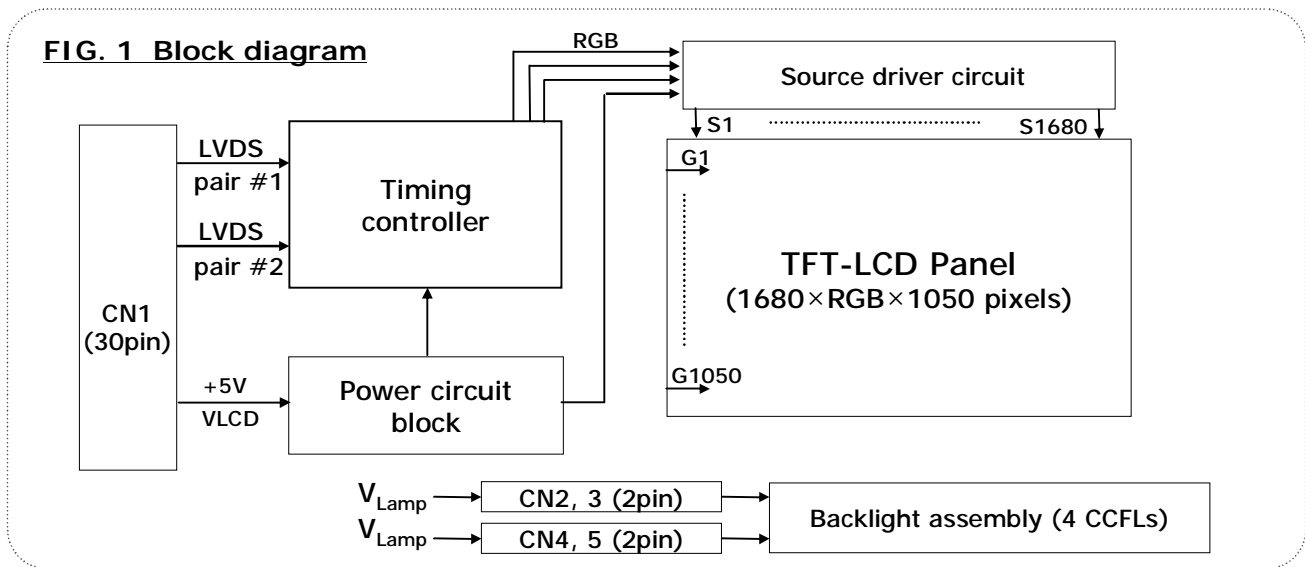 FIG. 1 Block diagram
RGB
Source driver circuit
S1
S1680
CN1
(30pin)
LVDS
pair #1
LVDS
pair #2
+5V
VLCD
Timing
controller
Power circuit
block
G1
G1050
TFT-LCD Panel
(1680×RGB×1050 pixels)
VLamp
CN2, 3 (2pin)
VLamp
CN4, 5 (2pin)
Backlight assembly (4 CCFLs)